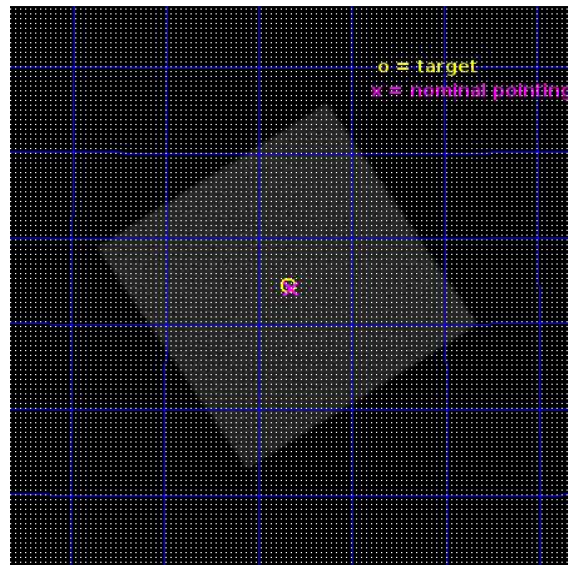 o = target
x = nominal pointing